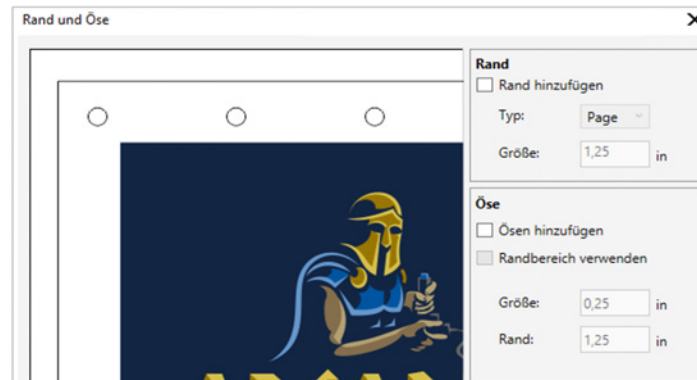 Rand und Öse
Rand
Rand hinzufügen
Typ: Page
Größe: 1,25 in
Öse
Ösen hinzufügen
Randbereich verwenden
Größe: 0,25 in
Rand: 1,25 in